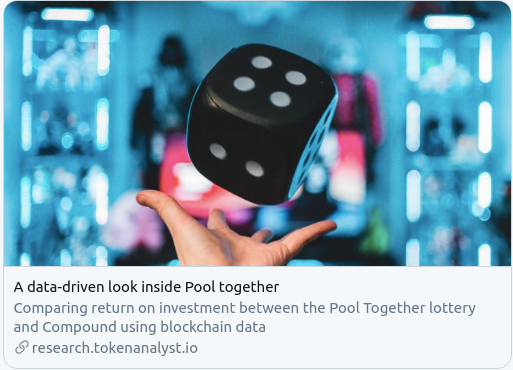 A data-driven look inside Pool together
Comparing return on investment between the Pool Together lottery
and Compound using blockchain data
research.tokenanalyst.io